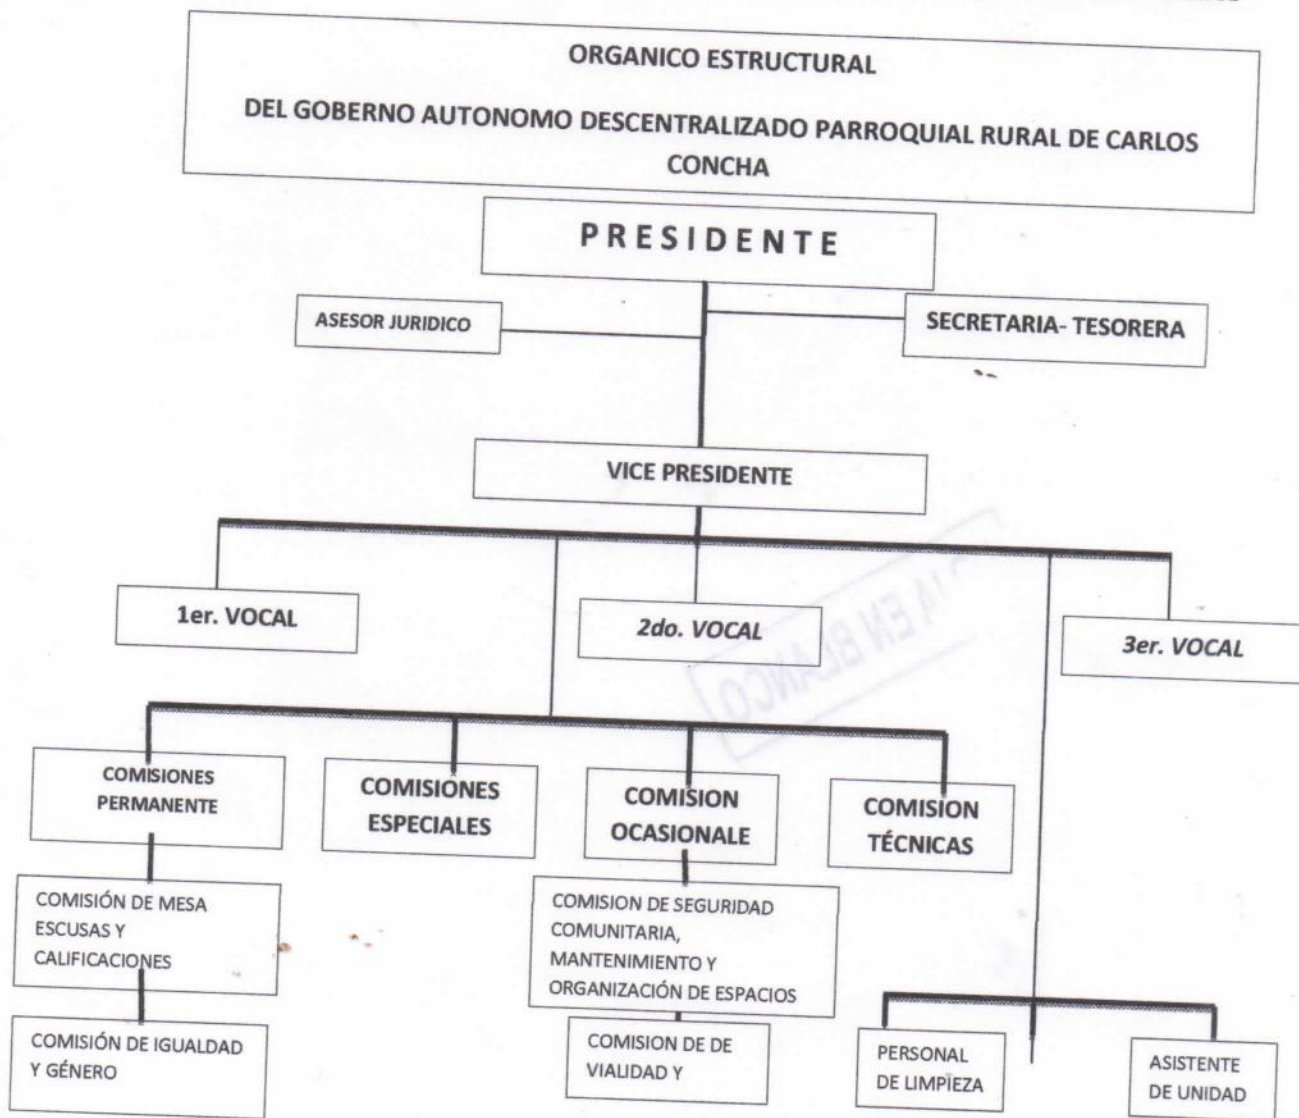 ORGANICO ESTRUCTURAL
DEL GOBERNO AUTONOMO DESCENTRALIZADO PARROQUIAL RURAL DE CARLOS
CONCHA
PRESIDENTE
ASESOR JURIDICO
SECRETARIA- TESORERA
VICE PRESIDENTE
1er. VOCAL
2do. VOCAL
3er. VOCAL
EN BLANCO
COMISIONES
PERMANENTE
COMISIONES
ESPECIALES
COMISION
OCASIONALE
COMISION
TÉCNICAS
COMISIÓN DE MESA
ESCUSAS Y
CALIFICACIONES
COMISION DE SEGURIDAD
COMUNITARIA,
MANTENIMIENTO Y
ORGANIZACIÓN DE ESPACIOS
COMISIÓN DE IGUALDAD
Y GÉNERO
COMISION DE DE
VIALIDAD Y
PERSONAL
DE LIMPIEZA
ASISTENTE
DE UNIDAD